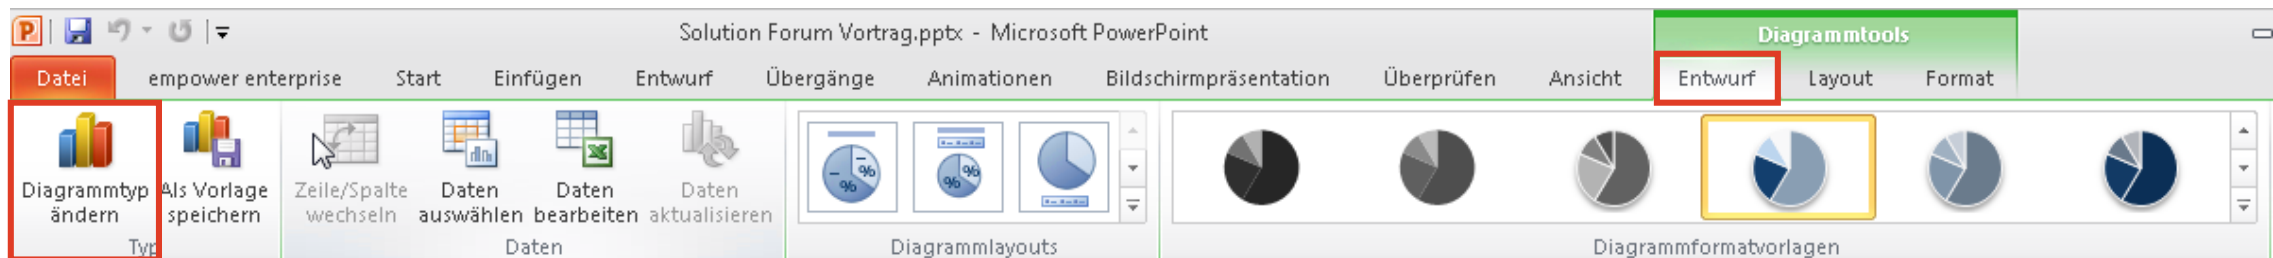 Solution Forum Vortrag.pptx - Microsoft PowerPoint
Diagrammtools
Datei empower enterprise Start Einfügen Entwurf Übergänge Animationen Bildschirmpräsentation Überprüfen Ansicht Entwurf Layout Format
Diagrammtyp ändern
Als Vorlage speichern
Zeile/Spalte wechseln
Daten auswählen
Daten bearbeiten
Daten aktualisieren
Typ
Daten
Diagrammlayouts
Diagrammformatvorlagen